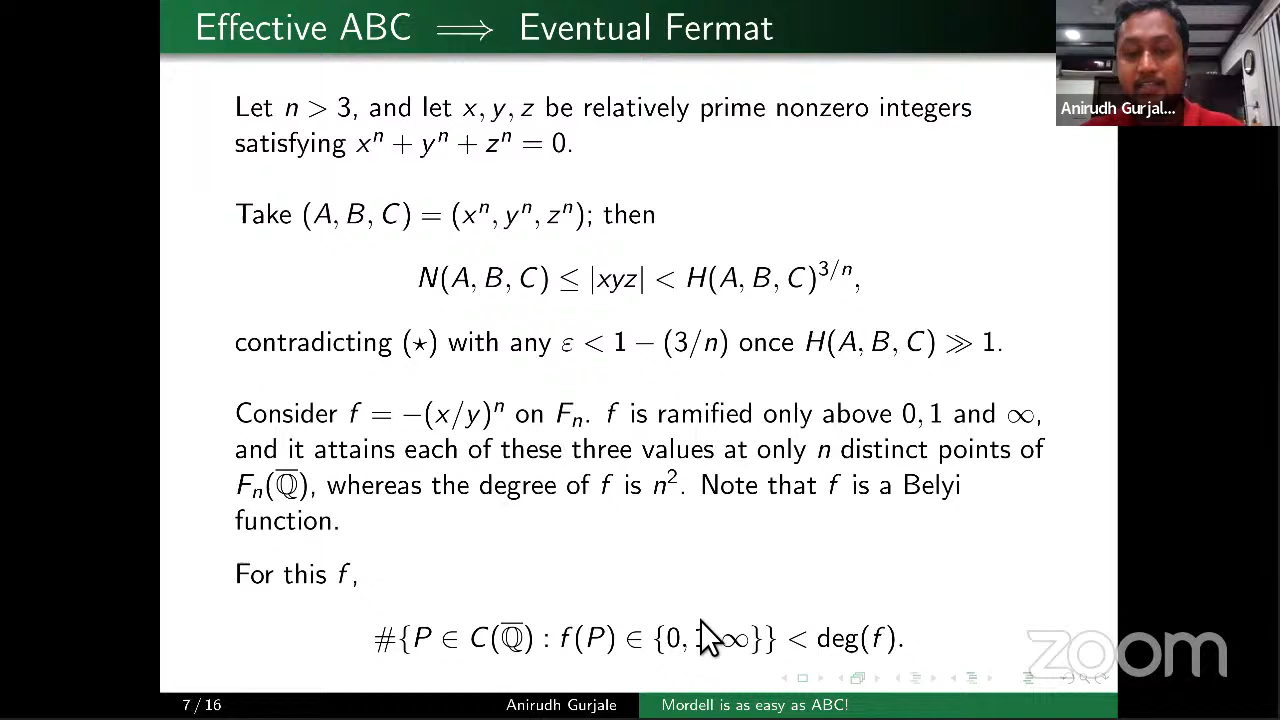 Effective ABC ⟹ Eventual Fermat
Anirudh Gurjale...
Let n > 3, and let x, y, z be relatively prime nonzero integers
satisfying xⁿ + yⁿ + zⁿ = 0.
Take (A, B, C) = (xⁿ, yⁿ, zⁿ); then
N(A, B, C) ≤ |xyz| < H(A, B, C)^{3/n},
contradicting (⋆) with any ε < 1 − (3/n) once H(A, B, C) ≫ 1.
Consider f = −(x/y)ⁿ on Fₙ. f is ramified only above 0, 1 and ∞,
and it attains each of these three values at only n distinct points of
Fₙ(ℚ̅), whereas the degree of f is n². Note that f is a Belyi
function.
For this f,
#{P ∈ C(ℚ̅) : f(P) ∈ {0, 1, ∞}} < deg(f).
zoom
7 / 16 Anirudh Gurjale Mordell is as easy as ABC!